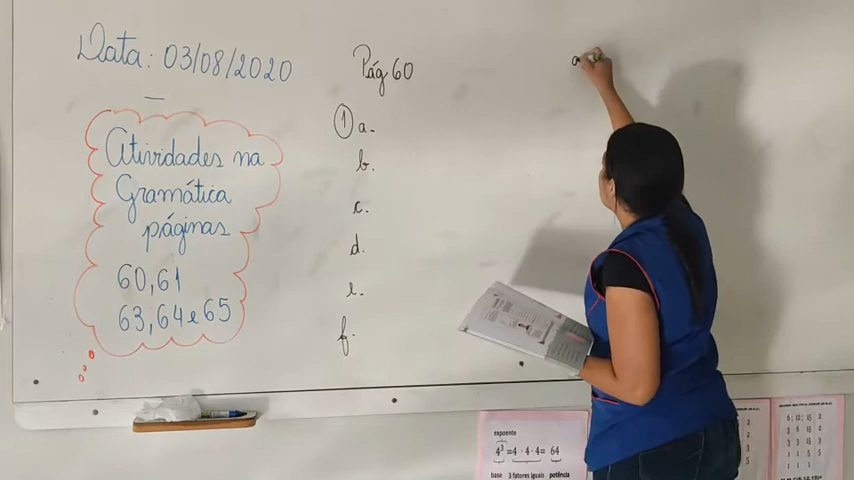 Data: 03/08/2020
Atividades na
Gramática
páginas
60,61
63,64 e 65
Pág 60
1 a.
b.
c.
d.
e.
f.
a
expoente
4³=4·4·4= 64
base 3 fatores iguais potência